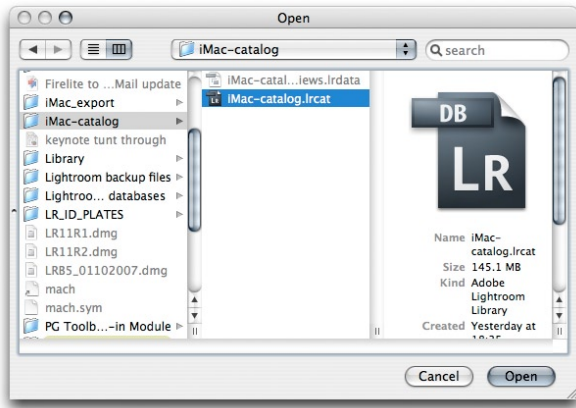 Open
iMac-catalog
search
Firelite to ...Mail update
iMac_export
iMac-catalog
keynote tunt through
Library
Lightroom backup files
Lightroo... databases
LR_ID_PLATES
LR11R1.dmg
LR11R2.dmg
LRB5_01102007.dmg
mach
mach.sym
PG Toolb...-in Module
iMac-catal...iews.lrdata
iMac-catalog.lrcat
LR
DB
LR
Name iMac-
catalog.lrcat
Size 145.1 MB
Kind Adobe
Lightroom
Library
Created Yesterday at
Cancel
Open